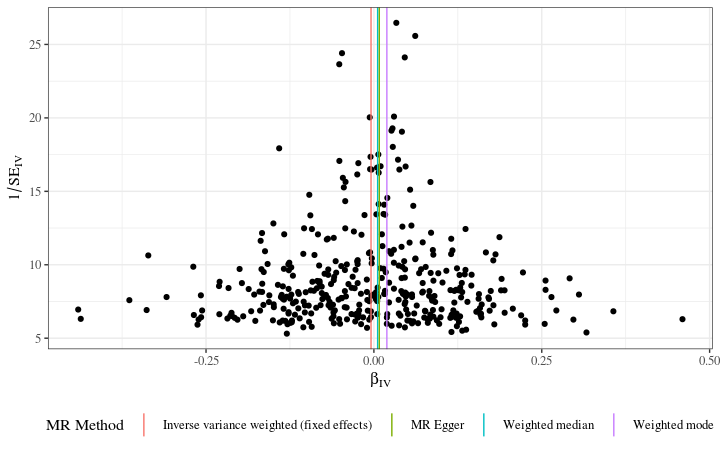 25
20
15
10
5
1/SE_IV
-0.25 0.00 0.25 0.50
β_IV
MR Method Inverse variance weighted (fixed effects) MR Egger Weighted median Weighted mode